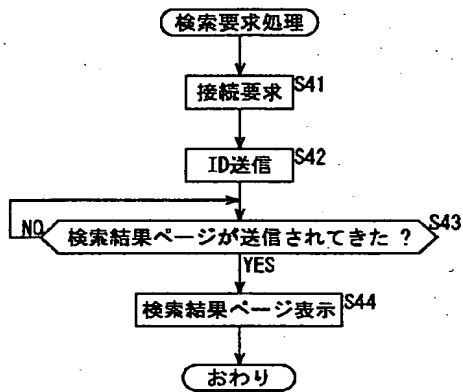 検索要求処理
接続要求 S41
ID送信 S42
NO 検索結果ページが送信されてきた ? S43
YES
検索結果ページ表示 S44
おわり